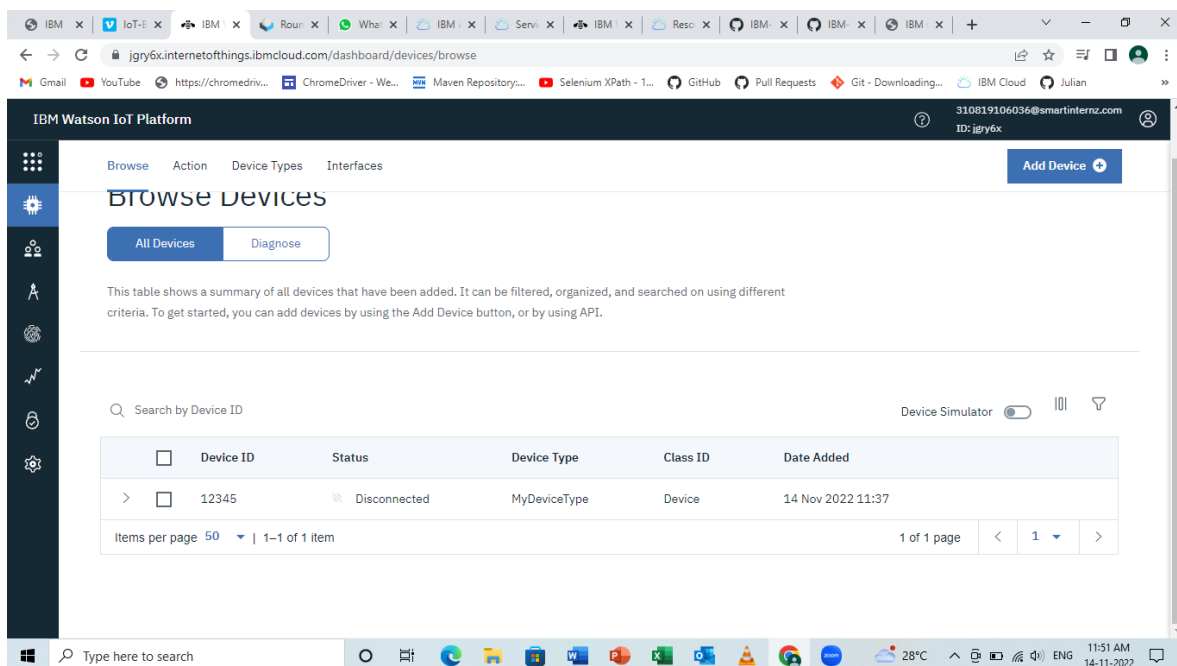 IBM
IoT-E
IBM
Roun
What
IBM
Servi
IBM
Reso
IBM-
IBM-
IBM
jgry6x.internetofthings.ibmcloud.com/dashboard/devices/browse
Gmail YouTube https://chromedriv... ChromeDriver - We... Maven Repository:... Selenium XPath - 1... GitHub Pull Requests Git - Downloading... IBM Cloud Julian »
IBM Watson IoT Platform
310819106036@smartinternz.com
ID: jgry6x
Browse Action Device Types Interfaces
Add Device
Browse Devices
All Devices Diagnose
This table shows a summary of all devices that have been added. It can be filtered, organized, and searched on using different
criteria. To get started, you can add devices by using the Add Device button, or by using API.
Search by Device ID
Device Simulator
Device ID Status Device Type Class ID Date Added
12345 Disconnected MyDeviceType Device 14 Nov 2022 11:37
Items per page 50 | 1–1 of 1 item
1 of 1 page 1
Type here to search
28°C ENG 11:51 AM
14-11-2022